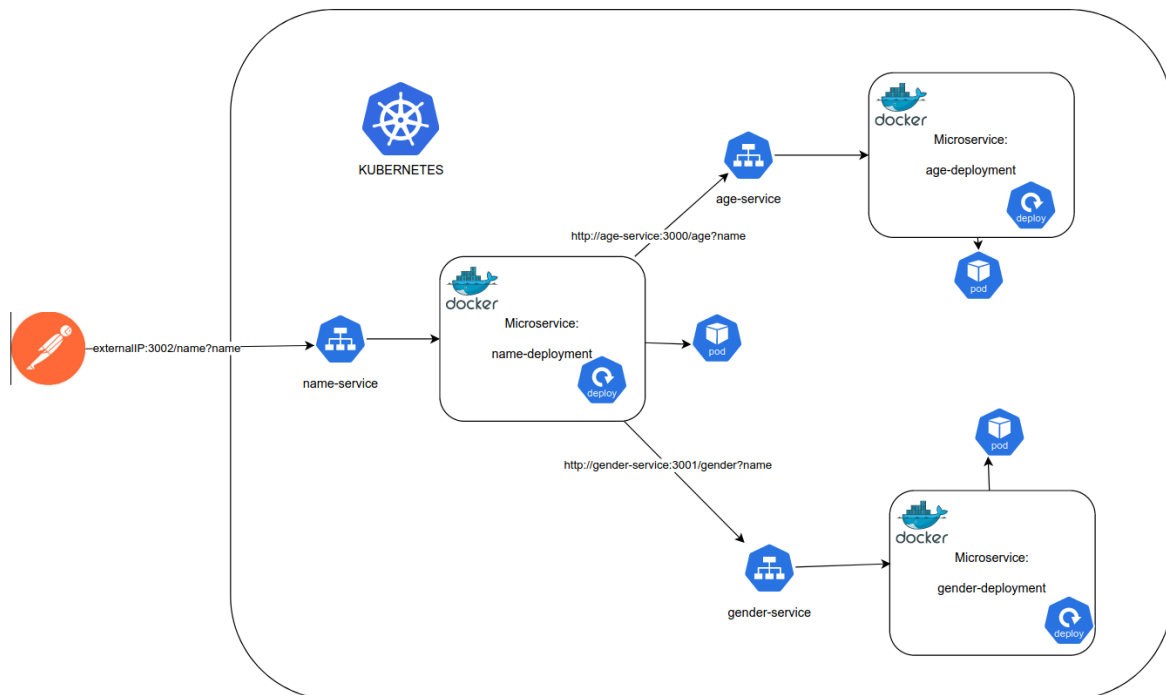 KUBERNETES
docker
Microservice:
age-deployment
deploy
age-service
http://age-service:3000/age?name
pod
docker
Microservice:
name-deployment
deploy
pod
externalIP:3002/name?name
name-service
pod
http://gender-service:3001/gender?name
docker
Microservice:
gender-deployment
deploy
gender-service